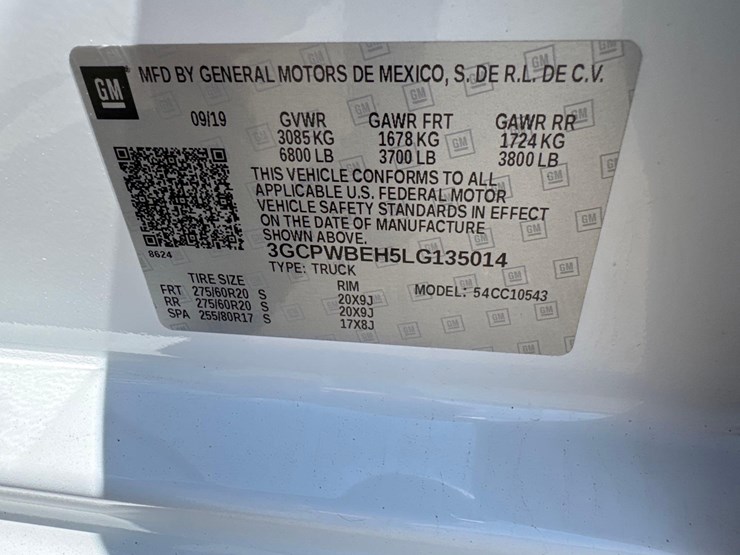 GM MFD BY GENERAL MOTORS DE MEXICO, S. DE R.L. DE C.V.
09/19 GVWR GAWR FRT GAWR RR
3085 KG 1678 KG 1724 KG
6800 LB 3700 LB 3800 LB
THIS VEHICLE CONFORMS TO ALL
APPLICABLE U.S. FEDERAL MOTOR
VEHICLE SAFETY STANDARDS IN EFFECT
ON THE DATE OF MANUFACTURE
SHOWN ABOVE.
8624 3GCPWBEH5LG135014
TYPE: TRUCK
TIRE SIZE RIM MODEL: 54CC10543
FRT 275/60R20 S 20X9J
RR 275/60R20 S 20X9J
SPA 255/80R17 S 17X8J